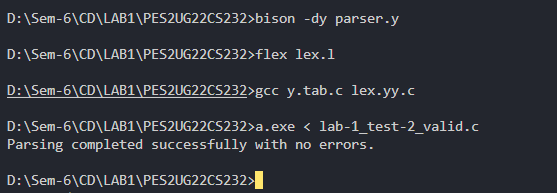 D:\Sem-6\CD\LAB1\PES2UG22CS232>bison -dy parser.y
D:\Sem-6\CD\LAB1\PES2UG22CS232>flex lex.l
D:\Sem-6\CD\LAB1\PES2UG22CS232>gcc y.tab.c lex.yy.c
D:\Sem-6\CD\LAB1\PES2UG22CS232>a.exe < lab-1_test-2_valid.c
Parsing completed successfully with no errors.
D:\Sem-6\CD\LAB1\PES2UG22CS232>